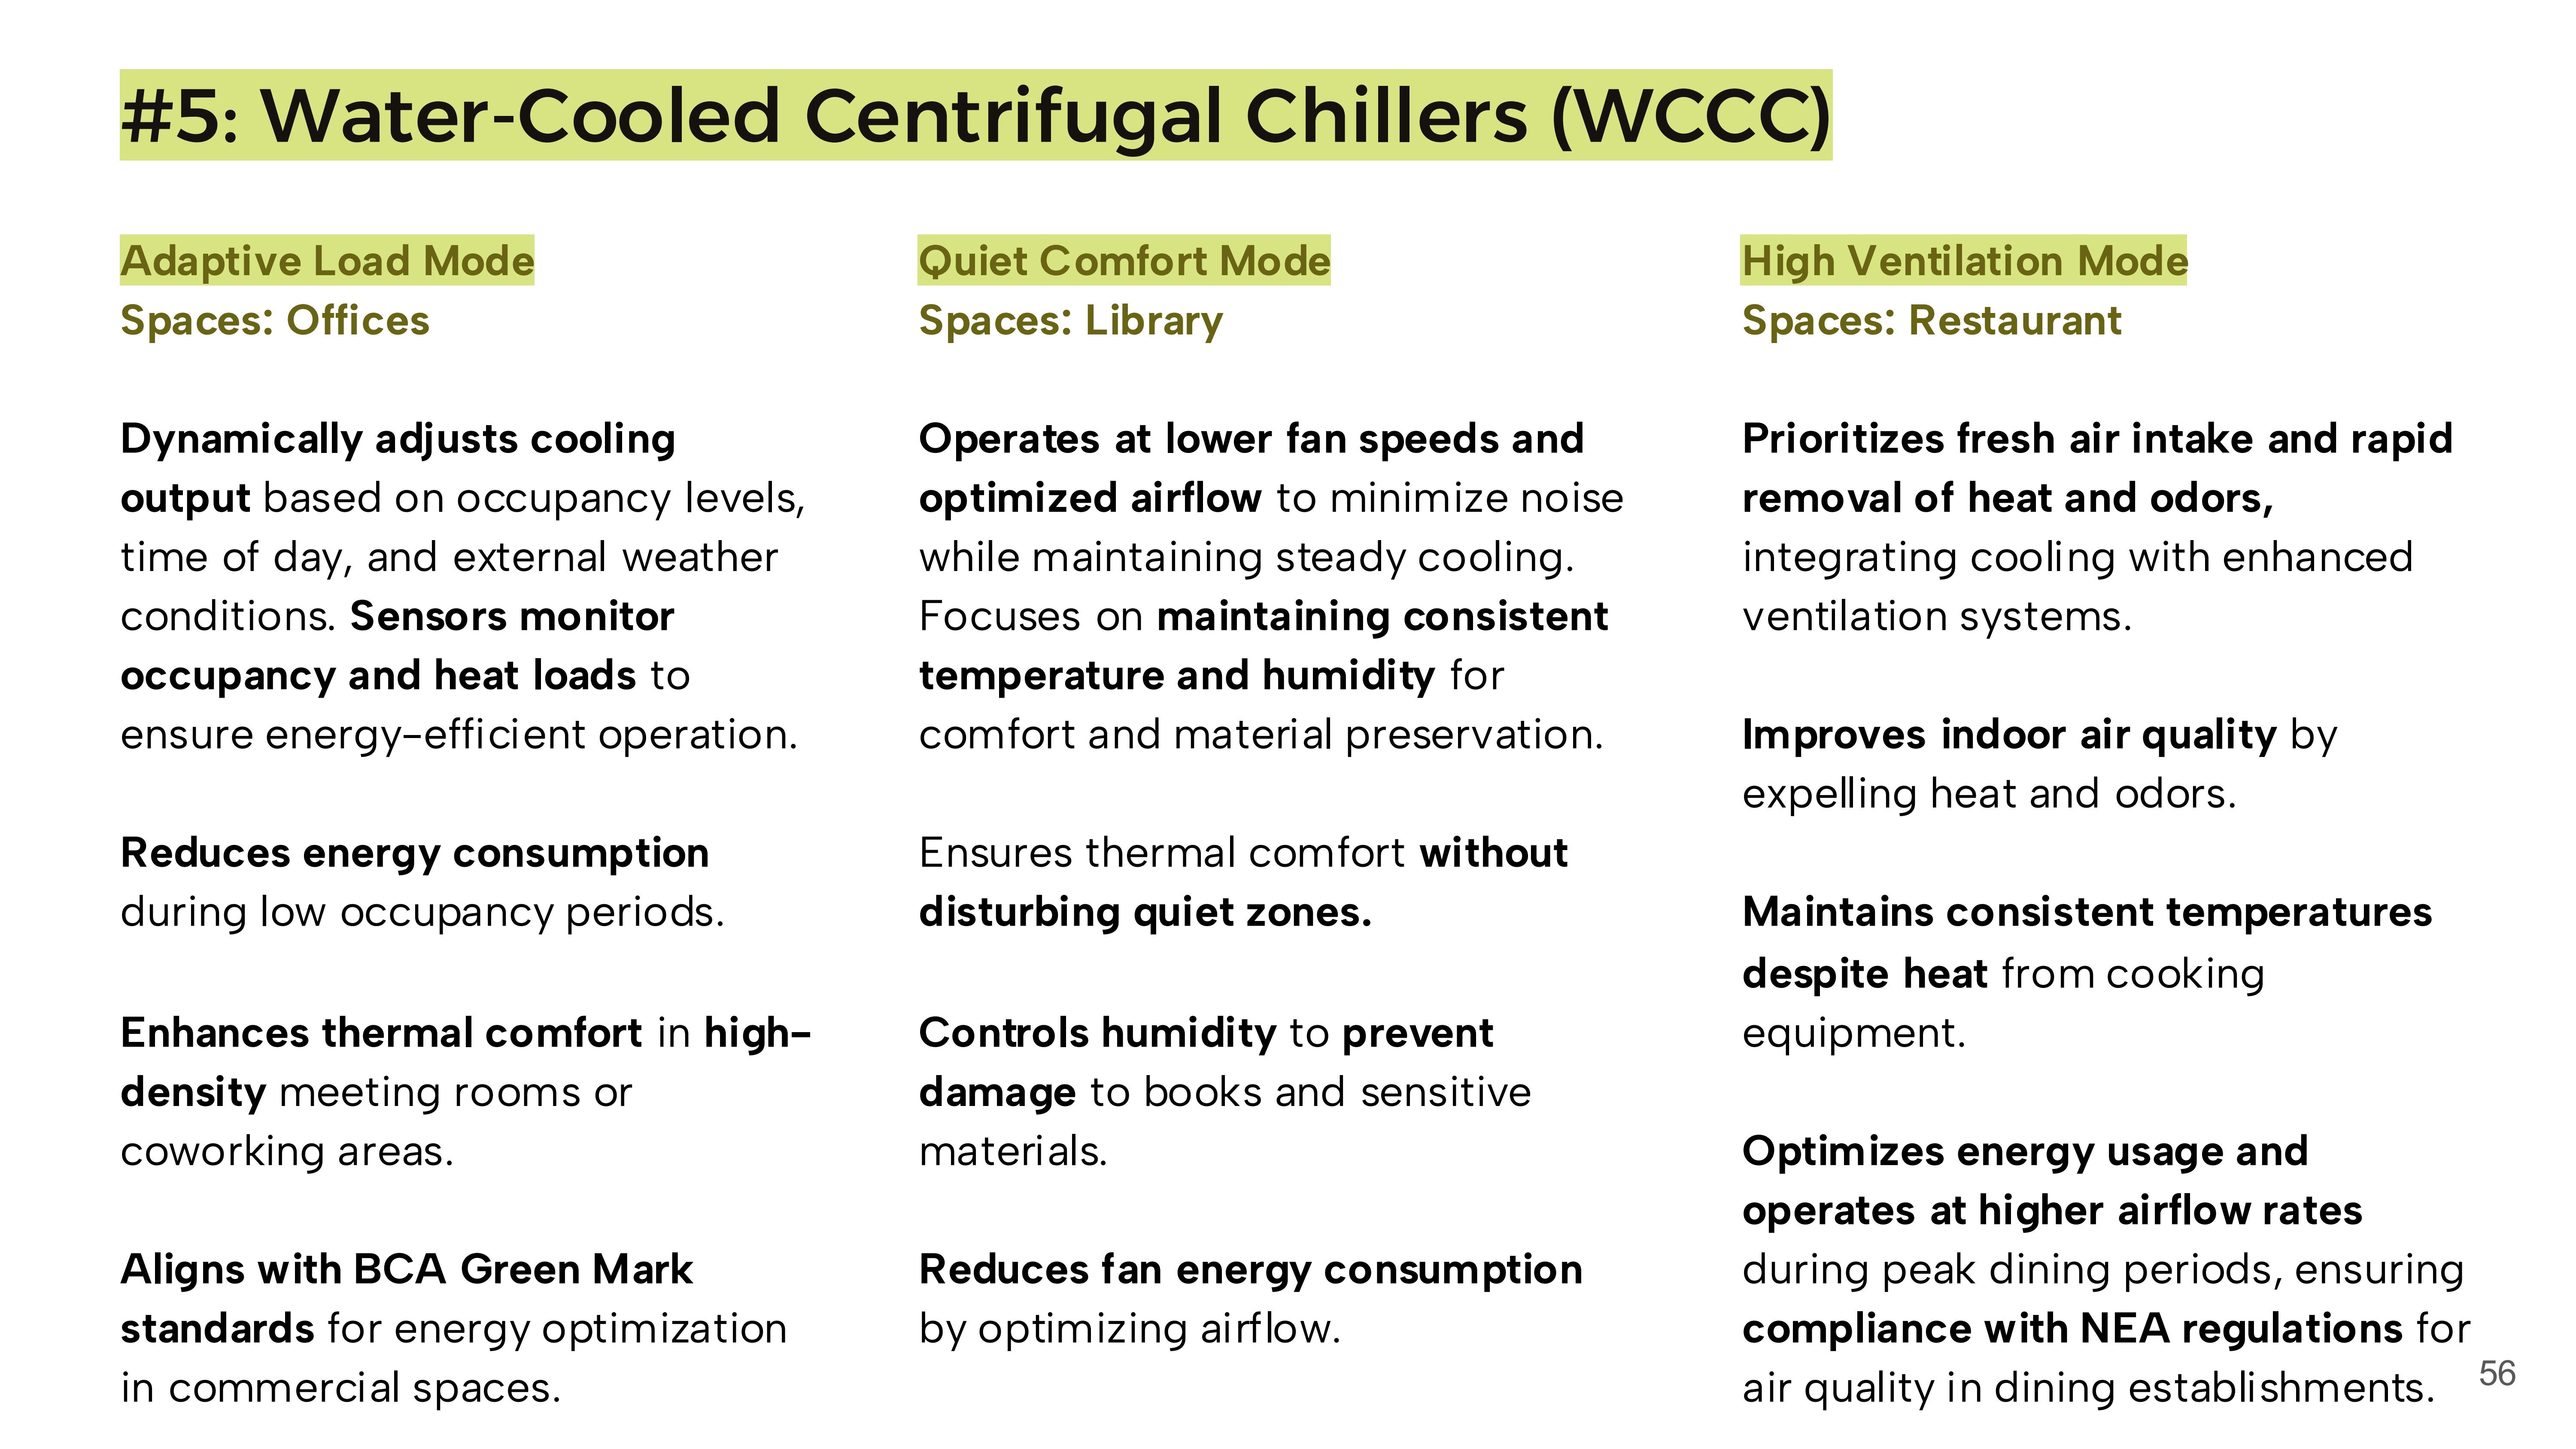 #5: Water-Cooled Centrifugal Chillers (WCCC)
Adaptive Load Mode
Spaces: Offices
Dynamically adjusts cooling
output based on occupancy levels,
time of day, and external weather
conditions. Sensors monitor
occupancy and heat loads to
ensure energy-efficient operation.
Reduces energy consumption
during low occupancy periods.
Enhances thermal comfort in high-
density meeting rooms or
coworking areas.
Aligns with BCA Green Mark
standards for energy optimization
in commercial spaces.
Quiet Comfort Mode
Spaces: Library
Operates at lower fan speeds and
optimized airflow to minimize noise
while maintaining steady cooling.
Focuses on maintaining consistent
temperature and humidity for
comfort and material preservation.
Ensures thermal comfort without
disturbing quiet zones.
Controls humidity to prevent
damage to books and sensitive
materials.
Reduces fan energy consumption
by optimizing airflow.
High Ventilation Mode
Spaces: Restaurant
Prioritizes fresh air intake and rapid
removal of heat and odors,
integrating cooling with enhanced
ventilation systems.
Improves indoor air quality by
expelling heat and odors.
Maintains consistent temperatures
despite heat from cooking
equipment.
Optimizes energy usage and
operates at higher airflow rates
during peak dining periods, ensuring
compliance with NEA regulations for
air quality in dining establishments.
56